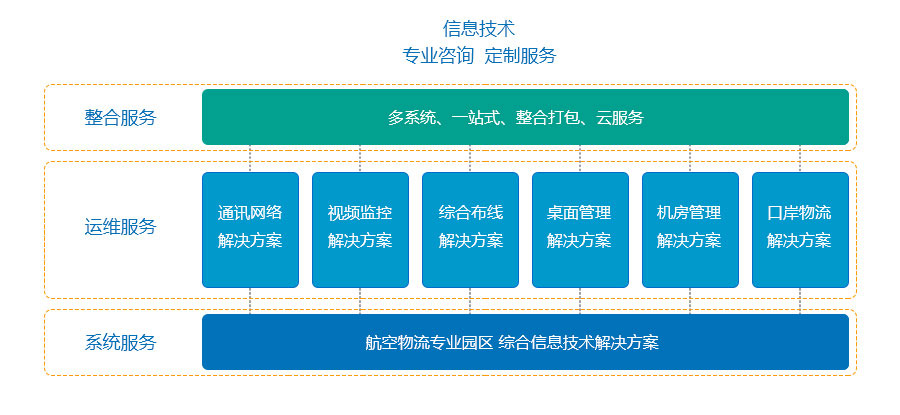 信息技术
专业咨询 定制服务
整合服务
多系统、一站式、整合打包、云服务
运维服务
通讯网络
解决方案
视频监控
解决方案
综合布线
解决方案
桌面管理
解决方案
机房管理
解决方案
口岸物流
解决方案
系统服务
航空物流专业园区 综合信息技术解决方案